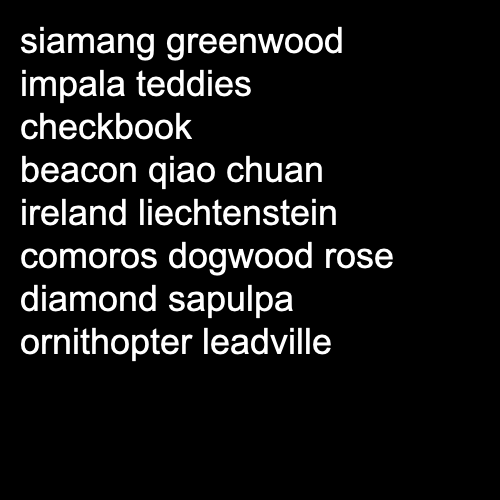 siamang greenwood
impala teddies
checkbook
beacon qiao chuan
ireland liechtenstein
comoros dogwood rose
diamond sapulpa
ornithopter leadville